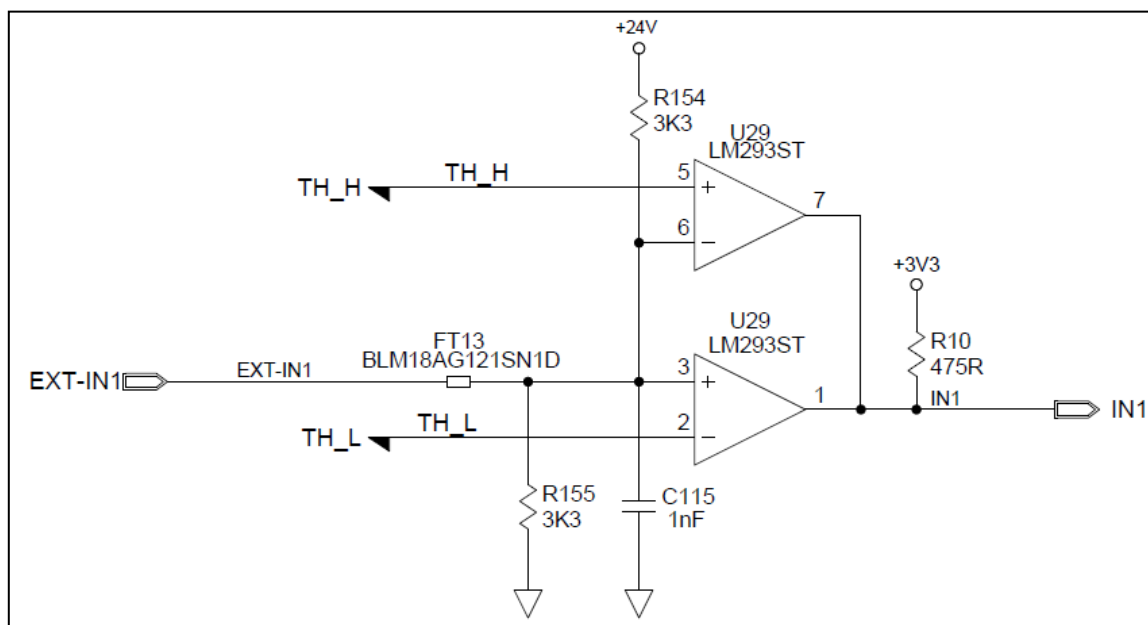 +24V
R154
3K3
U29
LM293ST
TH_H
TH_H
5
+
6
−
7
+3V3
R10
475R
U29
LM293ST
FT13
BLM18AG121SN1D
EXT-IN1
EXT-IN1
3
+
1
IN1
IN1
TH_L
TH_L
2
−
R155
3K3
C115
1nF